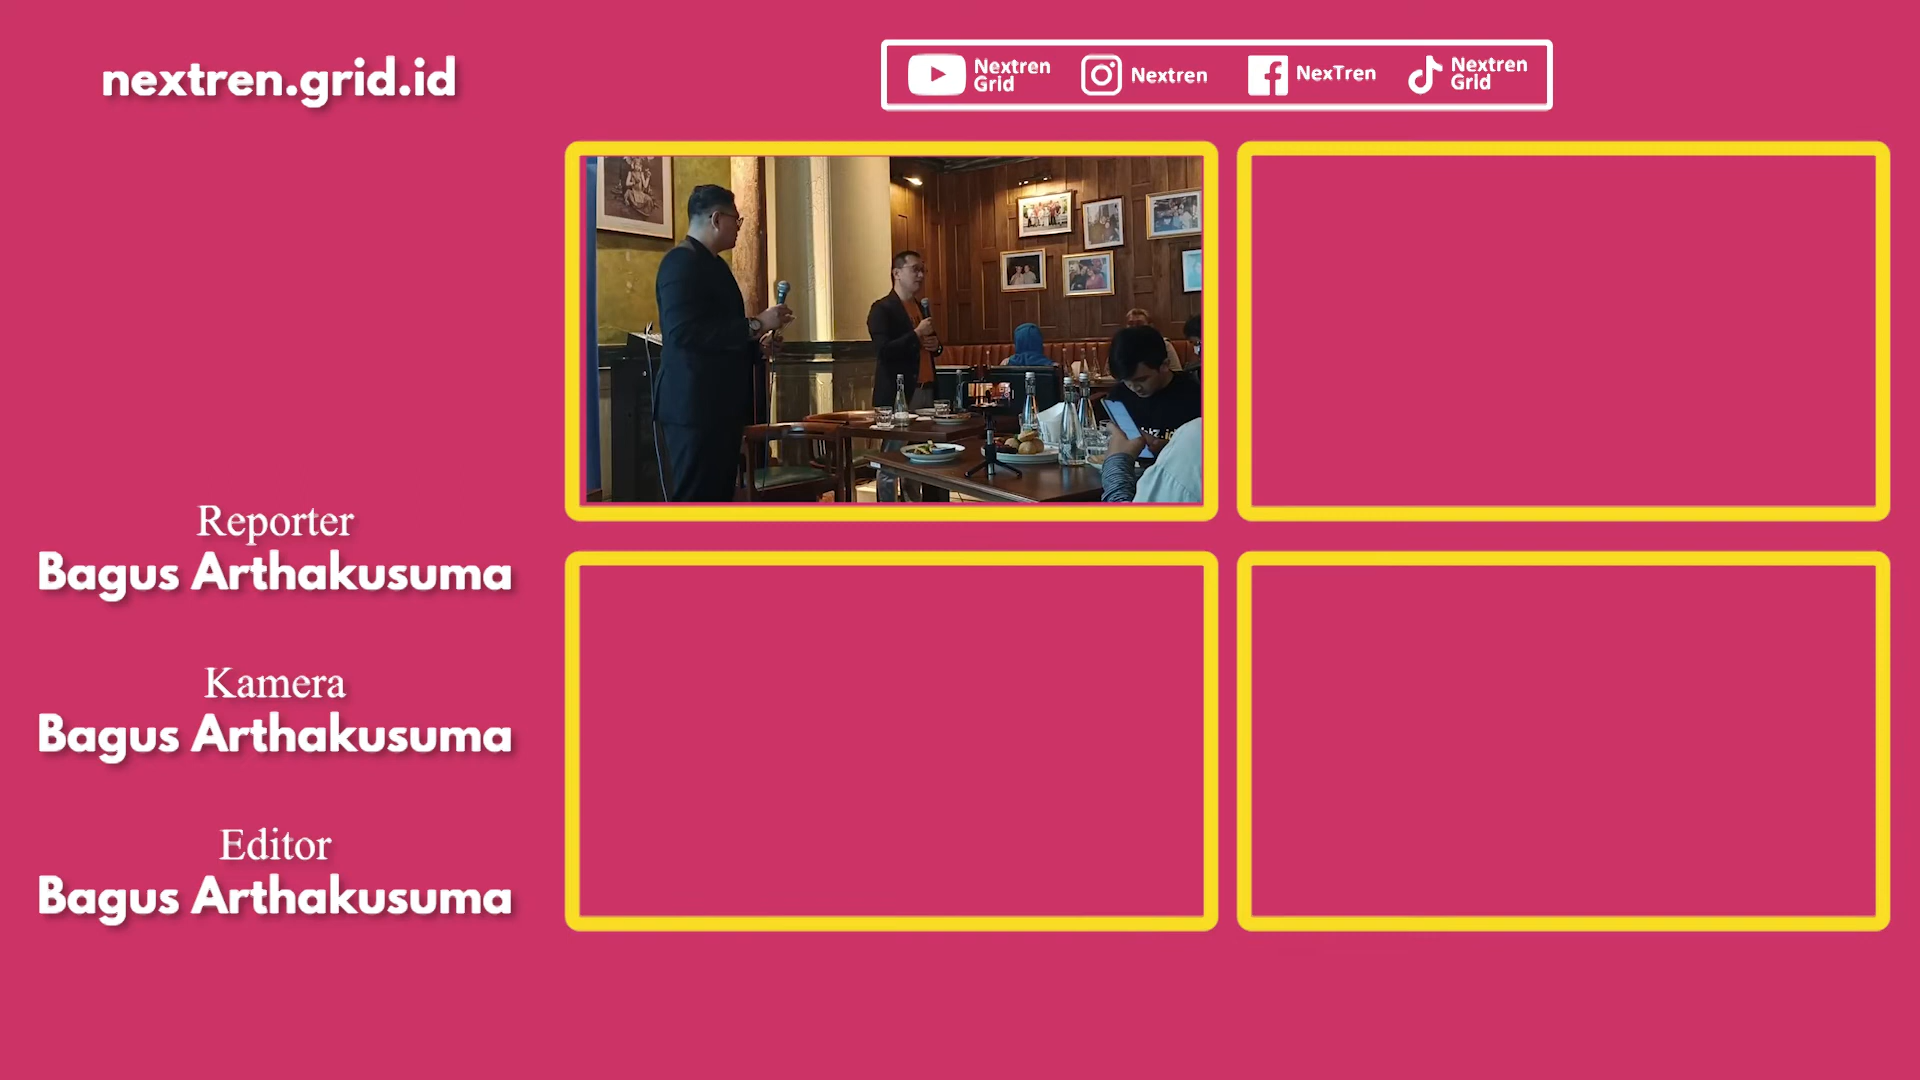 nextren.grid.id
Nextren
Grid
Nextren
NexTren
Nextren
Grid
Reporter
Bagus Arthakusuma
Kamera
Bagus Arthakusuma
Editor
Bagus Arthakusuma